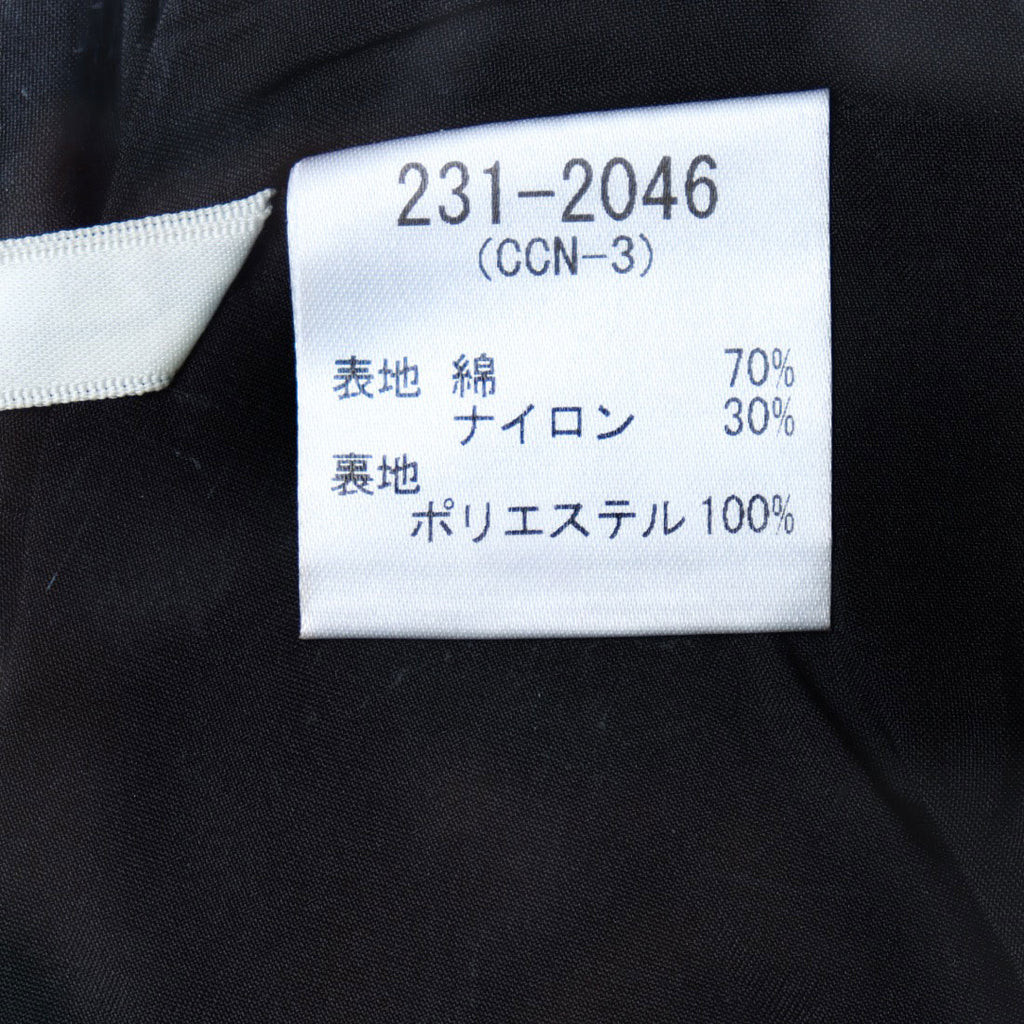 231-2046
(CCN-3)
表地 綿 70%
ナイロン 30%
裏地
ポリエステル 100%